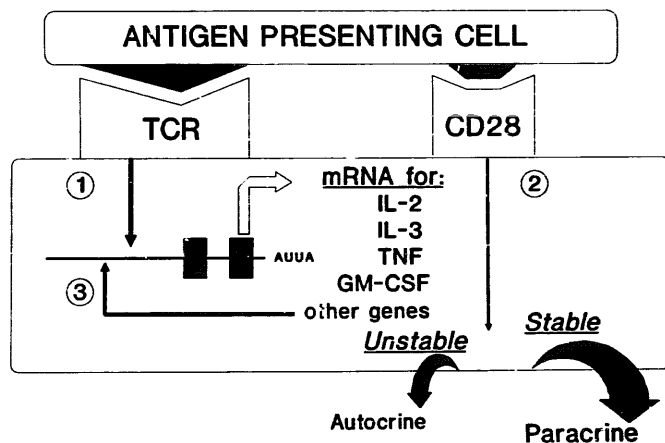 ANTIGEN PRESENTING CELL
TCR
CD28
①
②
mRNA for:
IL-2
IL-3
TNF
GM-CSF
other genes
AUUA
③
Unstable
Stable
Autocrine
Paracrine